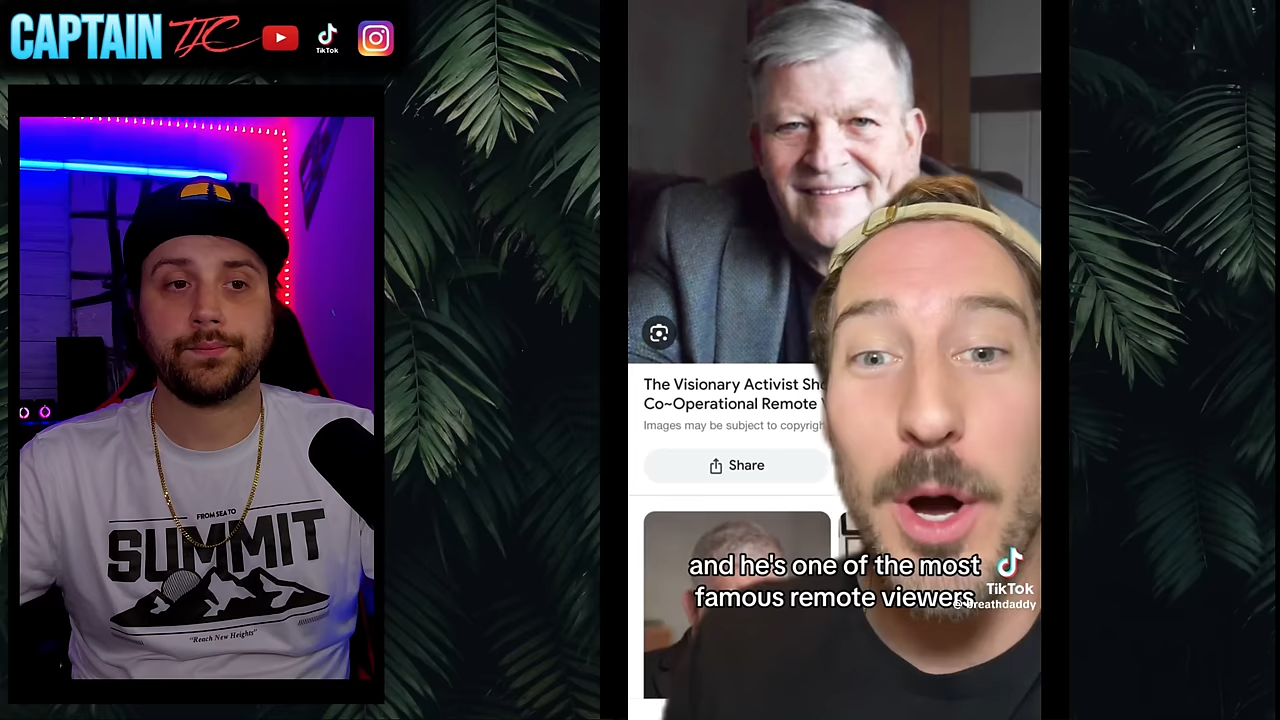 CAPTAIN TJC
TikTok
FROM SEA TO
SUMMIT
"Reach New Heights"
The Visionary Activist Sho
Co~Operational Remote
Images may be subject to copyrigh
Share
and he's one of the most
famous remote viewers
TikTok
@breathdaddy